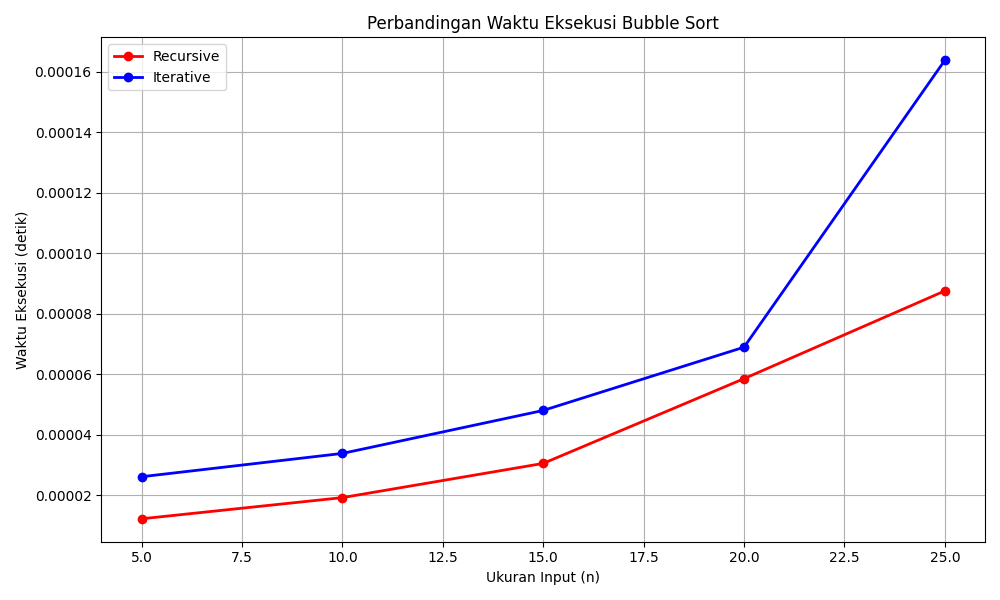 Perbandingan Waktu Eksekusi Bubble Sort
Recursive
Iterative
Waktu Eksekusi (detik)
0.00016
0.00014
0.00012
0.00010
0.00008
0.00006
0.00004
0.00002
5.0 7.5 10.0 12.5 15.0 17.5 20.0 22.5 25.0
Ukuran Input (n)